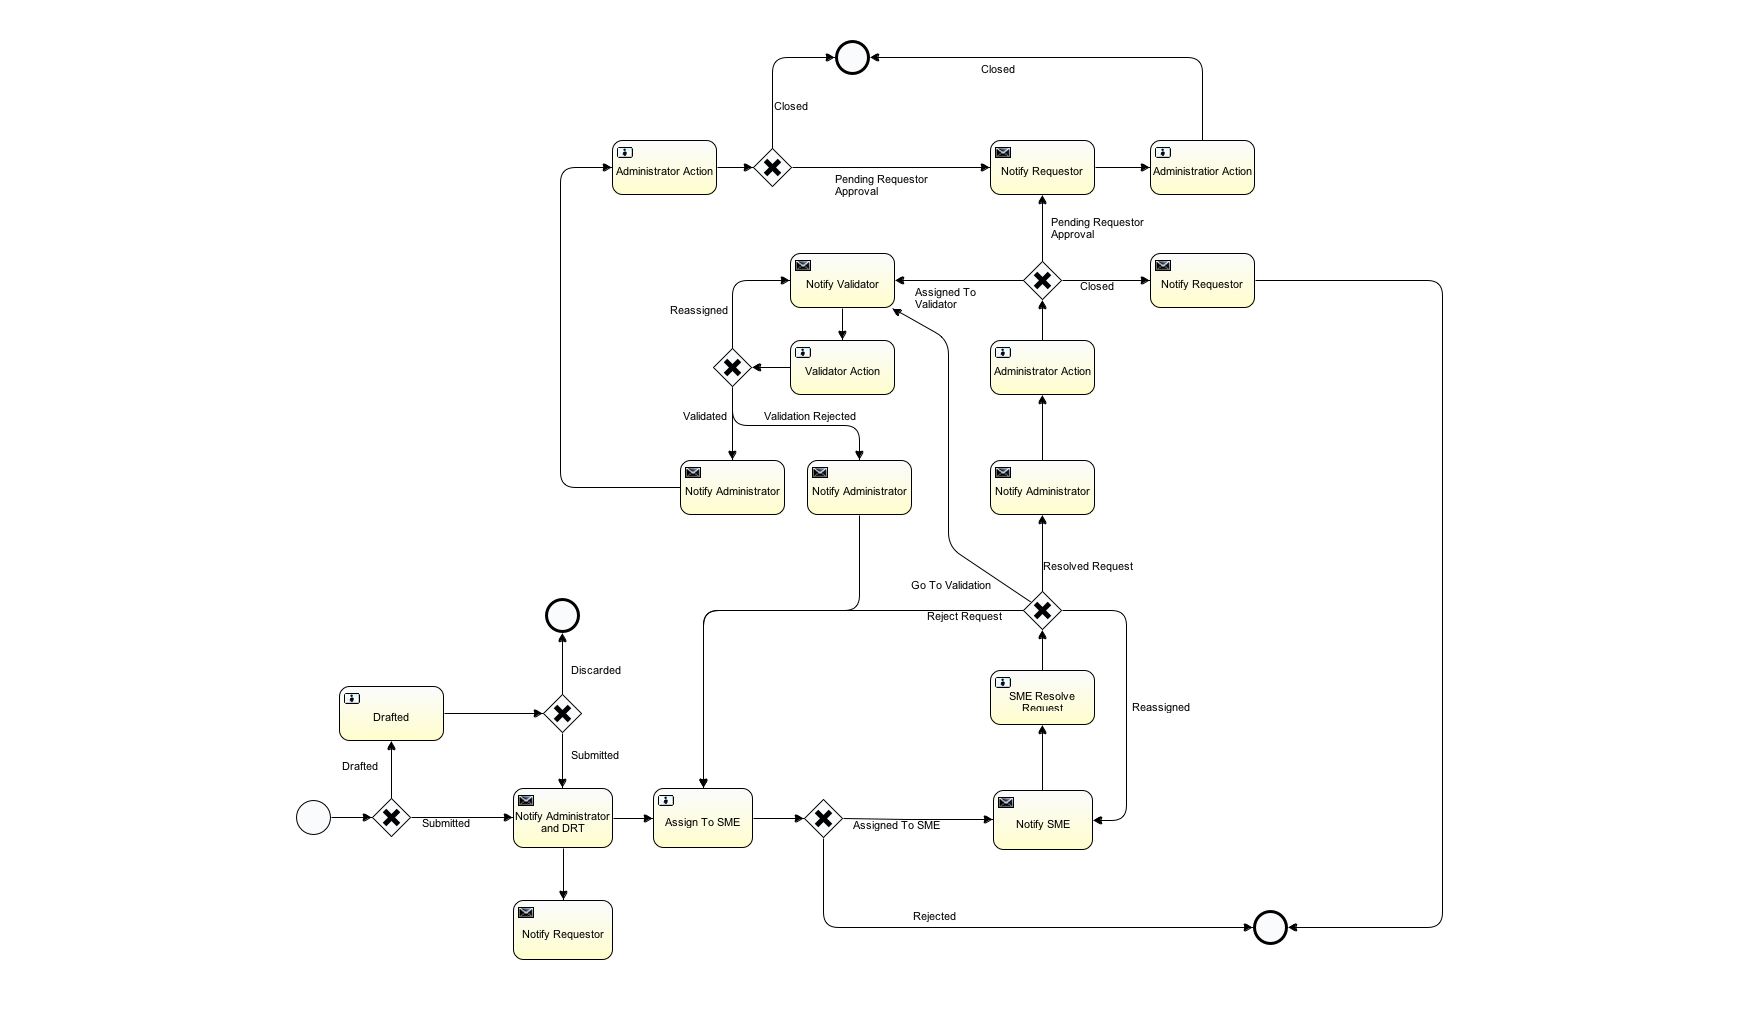 Closed
Closed
Administrator Action
Pending Requestor
Approval
Notify Requestor
Administratior Action
Pending Requestor
Approval
Notify Validator
Assigned To
Validator
Closed
Notify Requestor
Reassigned
Validator Action
Administrator Action
Validated
Validation Rejected
Notify Administrator
Notify Administrator
Notify Administrator
Resolved Request
Go To Validation
Reject Request
Discarded
SME Resolve
Request
Reassigned
Drafted
Submitted
Drafted
Submitted
Notify Administrator
and DRT
Assign To SME
Assigned To SME
Notify SME
Rejected
Notify Requestor